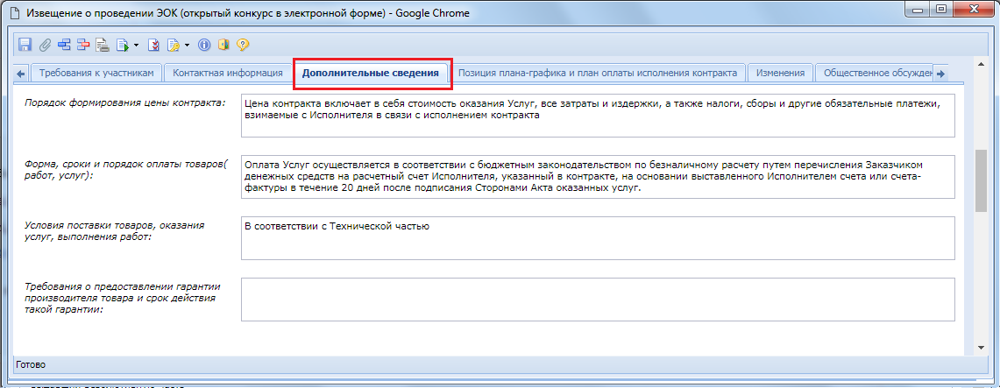 Извещение о проведении ЭОК (открытый конкурс в электронной форме) - Google Chrome
Требования к участникам
Контактная информация
Дополнительные сведения
Позиция плана-графика и план оплаты исполнения контракта
Изменения
Общественное обсужден
Порядок формирования цены контракта:
Цена контракта включает в себя стоимость оказания Услуг, все затраты и издержки, а также налоги, сборы и другие обязательные платежи,
взимаемые с Исполнителя в связи с исполнением контракта
Форма, сроки и порядок оплаты товаров(
работ, услуг):
Оплата Услуг осуществляется в соответствии с бюджетным законодательством по безналичному расчету путем перечисления Заказчиком
денежных средств на расчетный счет Исполнителя, указанный в контракте, на основании выставленного Исполнителем счета или счета-
фактуры в течение 20 дней после подписания Сторонами Акта оказанных услуг.
Условия поставки товаров, оказания
услуг, выполнения работ:
В соответствии с Технической частью
Требования о предоставлении гарантии
производителя товара и срок действия
такой гарантии:
Готово